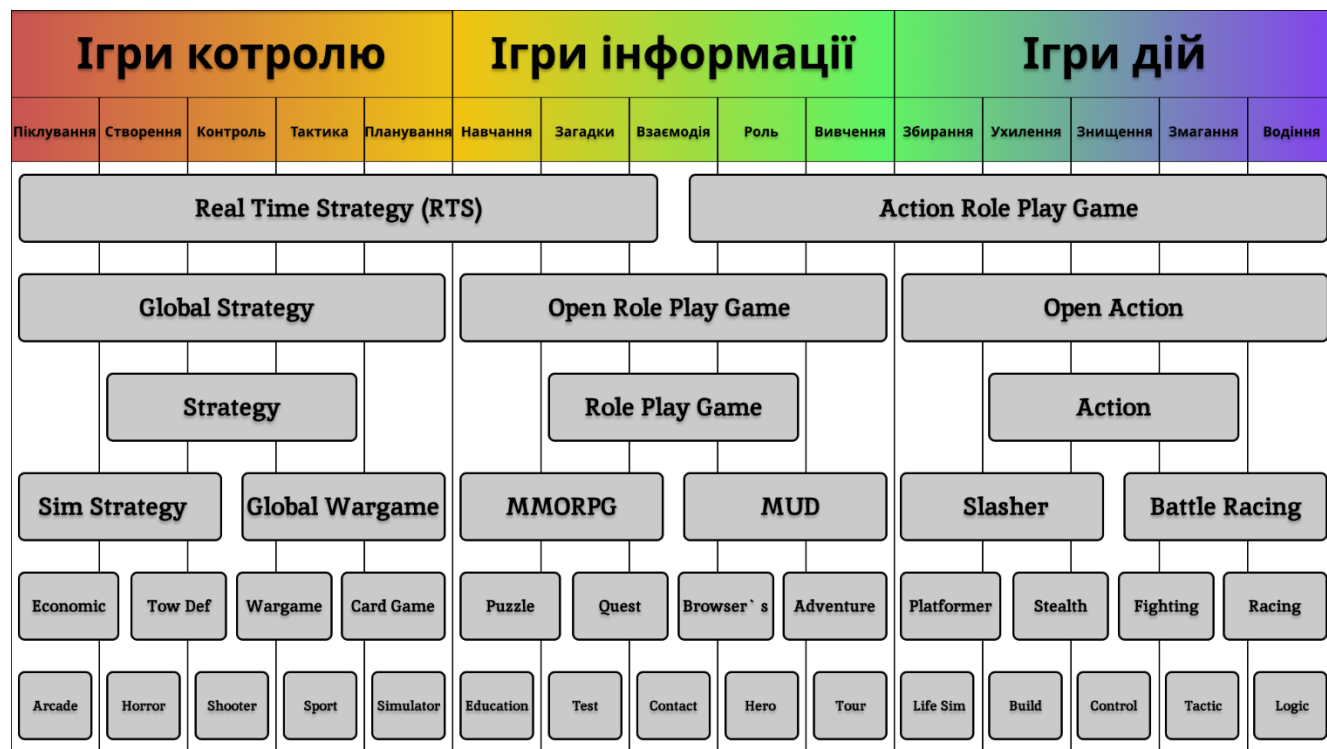 Ігри котролю Ігри інформації Ігри дій
Піклування Створення Контроль Тактика Планування Навчання Загадки Взаємодія Роль Вивчення Збирання Ухилення Знищення Змагання Водіння
Real Time Strategy (RTS) Action Role Play Game
Global Strategy Open Role Play Game Open Action
Strategy Role Play Game Action
Sim Strategy Global Wargame MMORPG MUD Slasher Battle Racing
Economic Tow Def Wargame Card Game Puzzle Quest Browser` s Adventure Platformer Stealth Fighting Racing
Arcade Horror Shooter Sport Simulator Education Test Contact Hero Tour Life Sim Build Control Tactic Logic